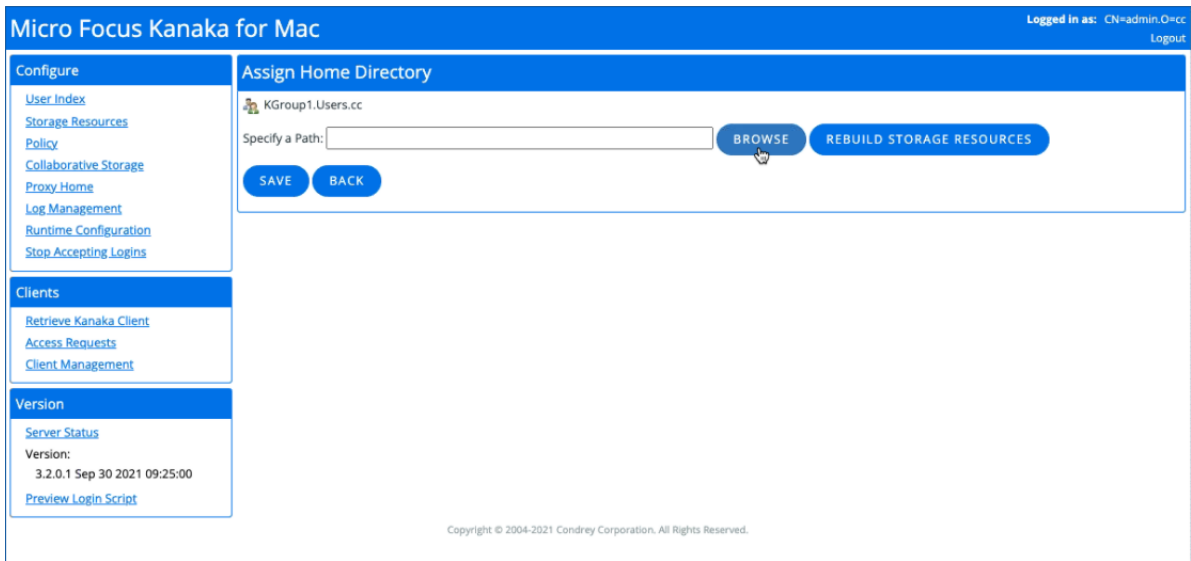 Micro Focus Kanaka for Mac
Logged in as: CN=admin.O=cc
Logout
Configure
User Index
Storage Resources
Policy
Collaborative Storage
Proxy Home
Log Management
Runtime Configuration
Stop Accepting Logins
Clients
Retrieve Kanaka Client
Access Requests
Client Management
Version
Server Status
Version:
3.2.0.1 Sep 30 2021 09:25:00
Preview Login Script
Assign Home Directory
KGroup1.Users.cc
Specify a Path: BROWSE REBUILD STORAGE RESOURCES
SAVE BACK
Copyright © 2004-2021 Condrey Corporation. All Rights Reserved.